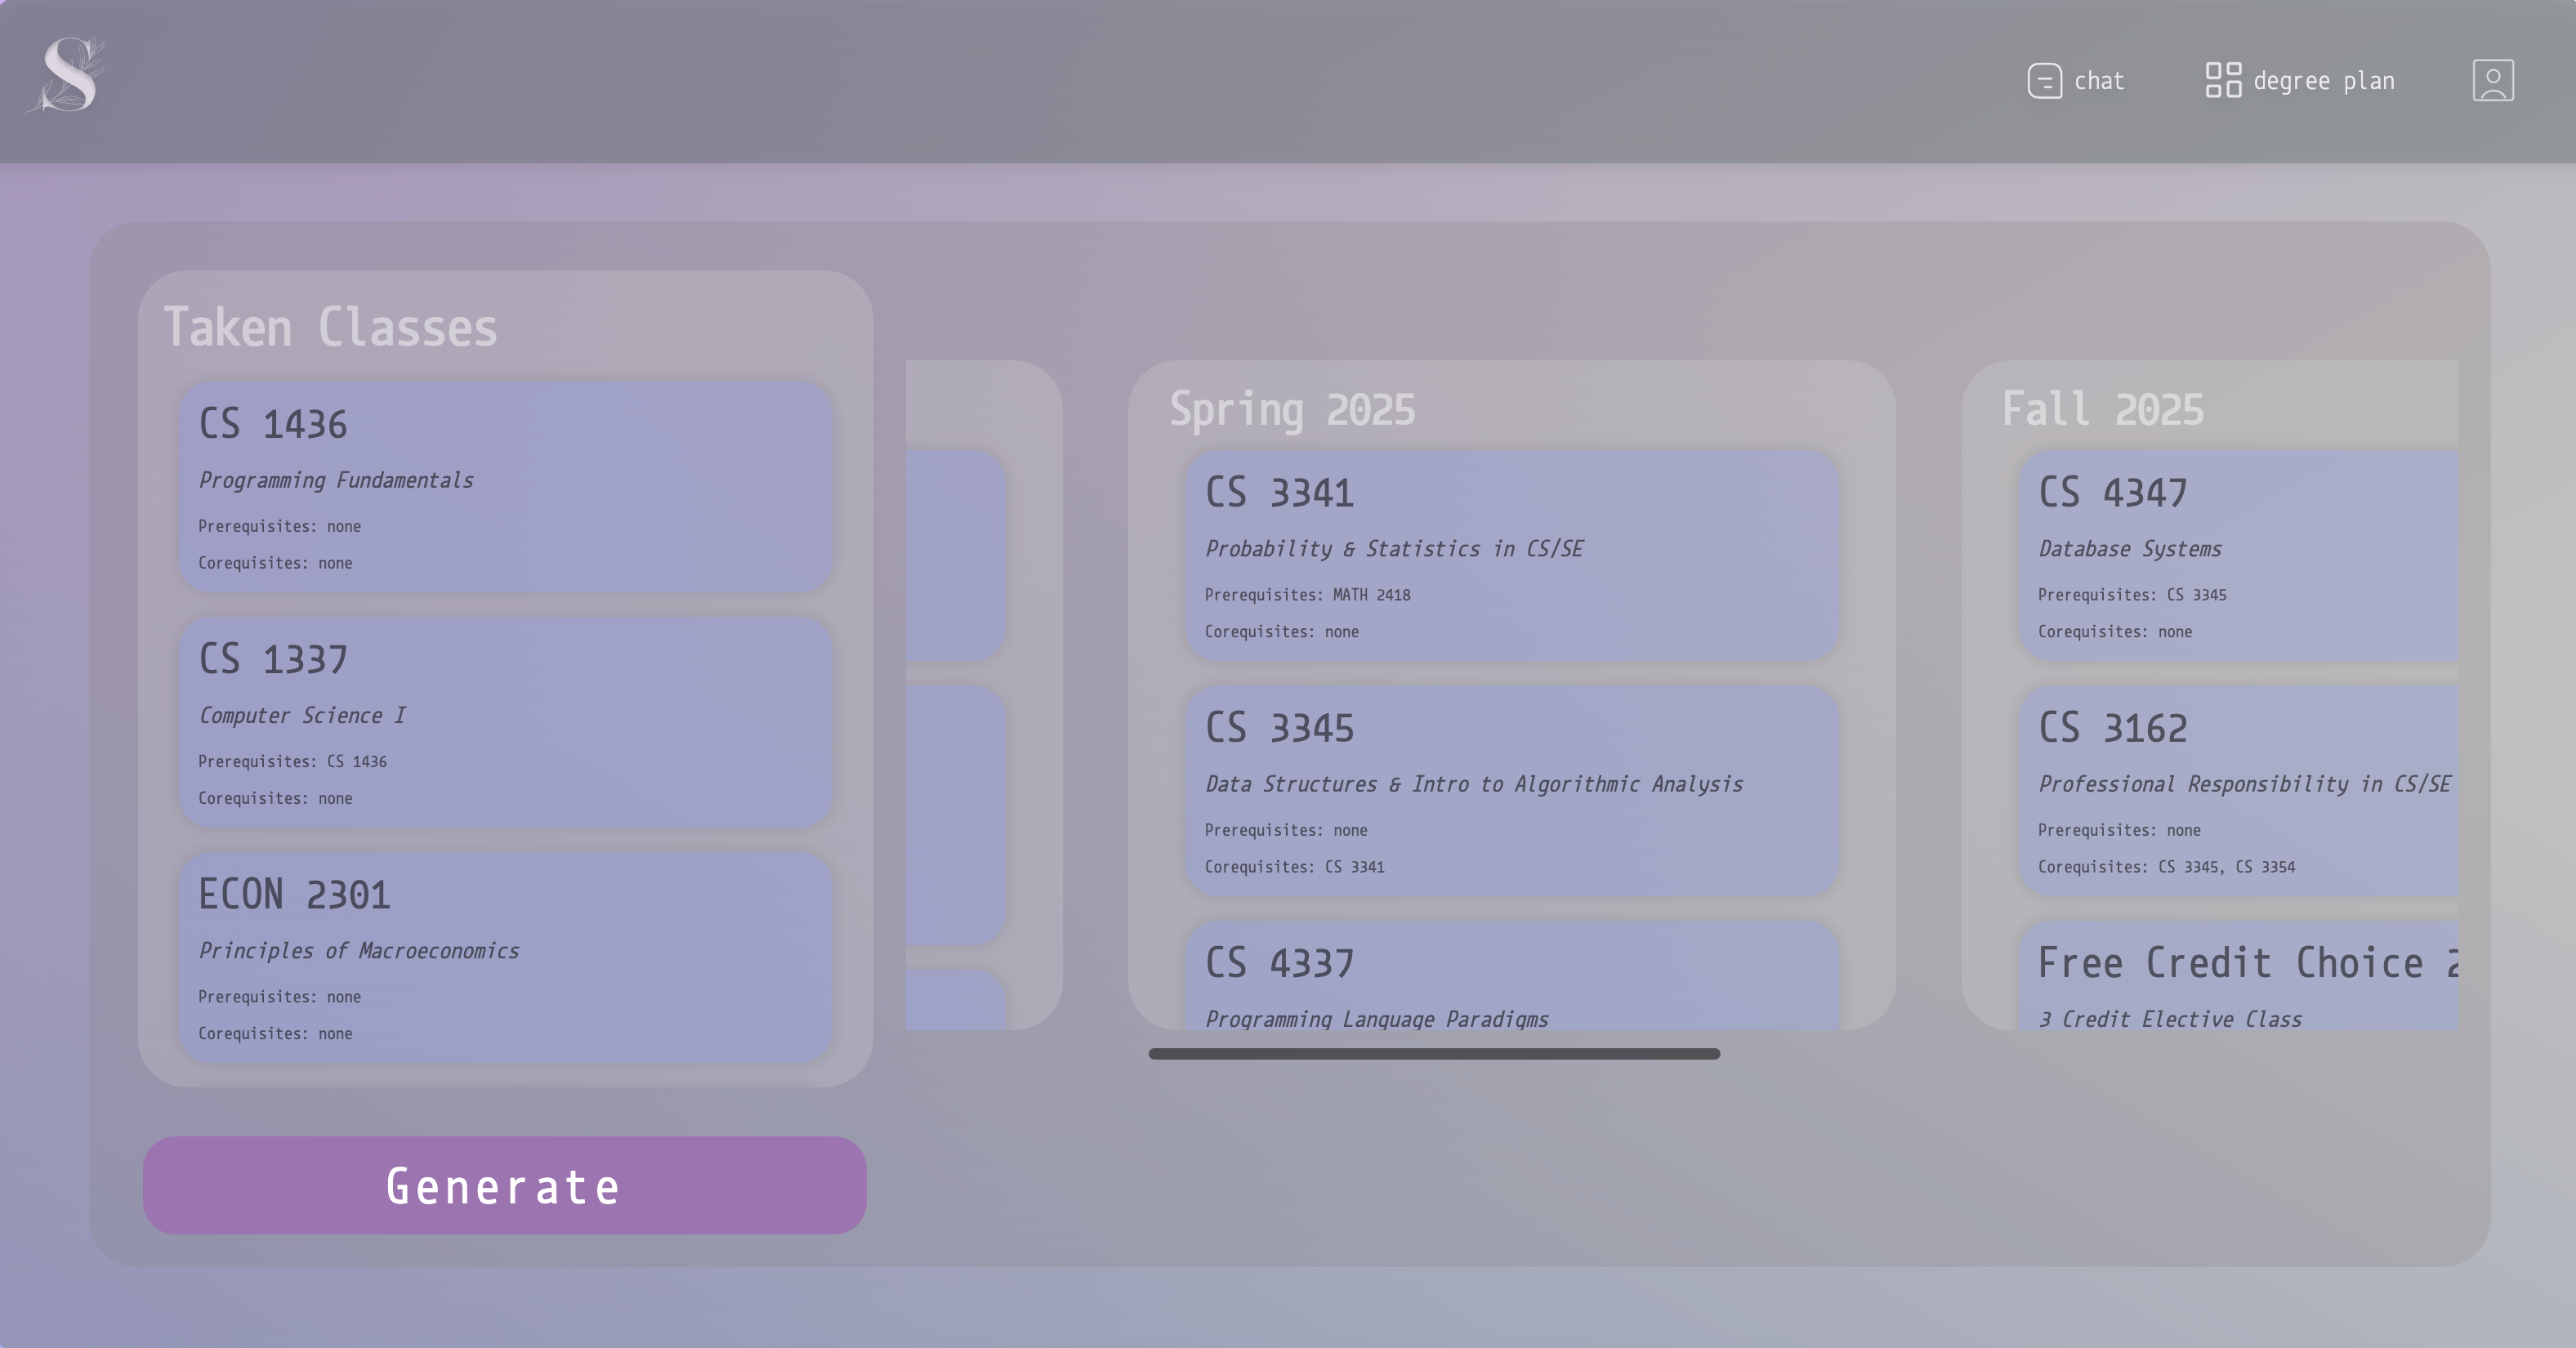 S
chat
degree plan
Taken Classes
CS 1436
Programming Fundamentals
Prerequisites: none
Corequisites: none
CS 1337
Computer Science I
Prerequisites: CS 1436
Corequisites: none
ECON 2301
Principles of Macroeconomics
Prerequisites: none
Corequisites: none
Generate
Spring 2025
CS 3341
Probability & Statistics in CS/SE
Prerequisites: MATH 2418
Corequisites: none
CS 3345
Data Structures & Intro to Algorithmic Analysis
Prerequisites: none
Corequisites: CS 3341
CS 4337
Programming Language Paradigms
Fall 2025
CS 4347
Database Systems
Prerequisites: CS 3345
Corequisites: none
CS 3162
Professional Responsibility in CS/SE
Prerequisites: none
Corequisites: CS 3345, CS 3354
Free Credit Choice 2
3 Credit Elective Class